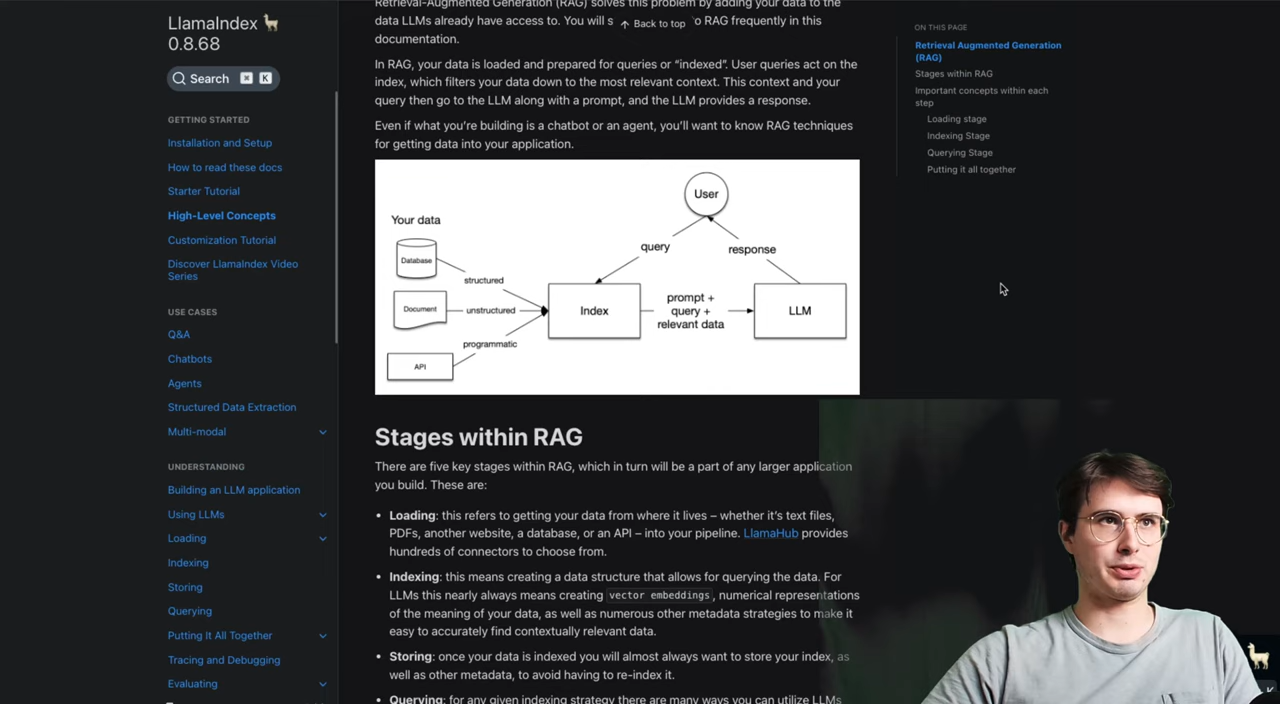 LlamaIndex 🦙
0.8.68
Search ⌘ K
GETTING STARTED
Installation and Setup
How to read these docs
Starter Tutorial
High-Level Concepts
Customization Tutorial
Discover LlamaIndex Video
Series
USE CASES
Q&A
Chatbots
Agents
Structured Data Extraction
Multi-modal
UNDERSTANDING
Building an LLM application
Using LLMs
Loading
Indexing
Storing
Querying
Putting It All Together
Tracing and Debugging
Evaluating
Retrieval-Augmented Generation (RAG) solves this problem by adding your data to the
data LLMs already have access to. You will s
Back to top
o RAG frequently in this
documentation.
In RAG, your data is loaded and prepared for queries or “indexed”. User queries act on the
index, which filters your data down to the most relevant context. This context and your
query then go to the LLM along with a prompt, and the LLM provides a response.
Even if what you’re building is a chatbot or an agent, you’ll want to know RAG techniques
for getting data into your application.
User
Your data
query
response
Database
structured
Document
unstructured
Index
prompt +
query +
relevant data
LLM
programmatic
API
Stages within RAG
There are five key stages within RAG, which in turn will be a part of any larger application
you build. These are:
• Loading: this refers to getting your data from where it lives – whether it’s text files,
PDFs, another website, a database, or an API – into your pipeline. LlamaHub provides
hundreds of connectors to choose from.
• Indexing: this means creating a data structure that allows for querying the data. For
LLMs this nearly always means creating vector embeddings, numerical representations
of the meaning of your data, as well as numerous other metadata strategies to make it
easy to accurately find contextually relevant data.
• Storing: once your data is indexed you will almost always want to store your index, as
well as other metadata, to avoid having to re-index it.
• Querying: for any given indexing strategy there are many ways you can utilize LLMs
ON THIS PAGE
Retrieval Augmented Generation
(RAG)
Stages within RAG
Important concepts within each
step
Loading stage
Indexing Stage
Querying Stage
Putting it all together
K